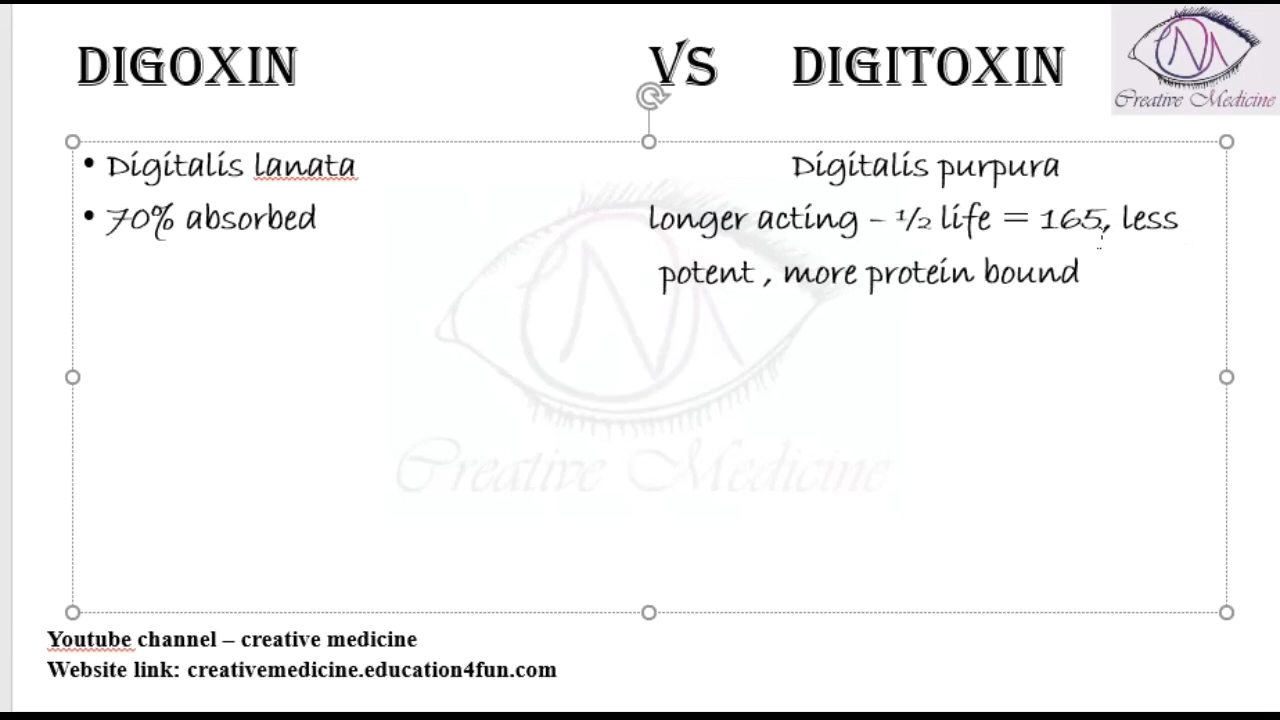 DIGOXIN VS DIGITOXIN
Creative Medicine
• Digitalis lanata Digitalis purpura
• 70% absorbed longer acting – ½ life = 165, less
potent , more protein bound
Creative Medicine
Youtube channel – creative medicine
Website link: creativemedicine.education4fun.com